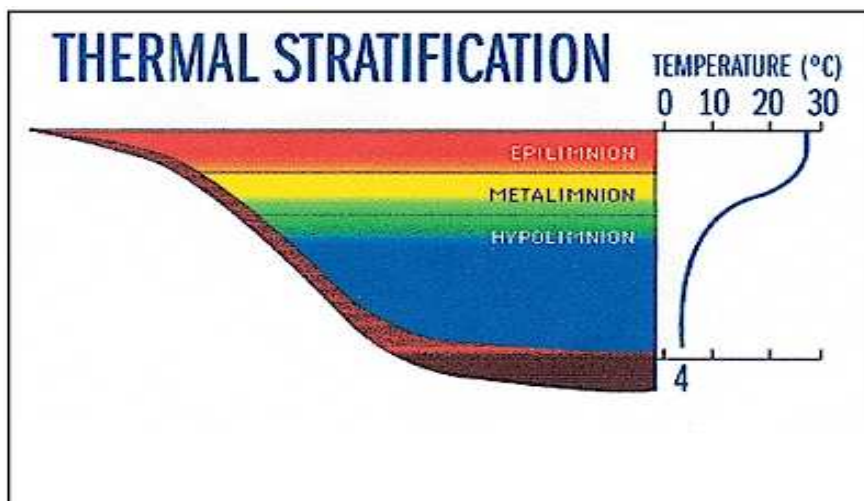 THERMAL STRATIFICATION
TEMPERATURE (°C)
0 10 20 30
EPILIMNION
METALIMNION
HYPOLIMNION
4